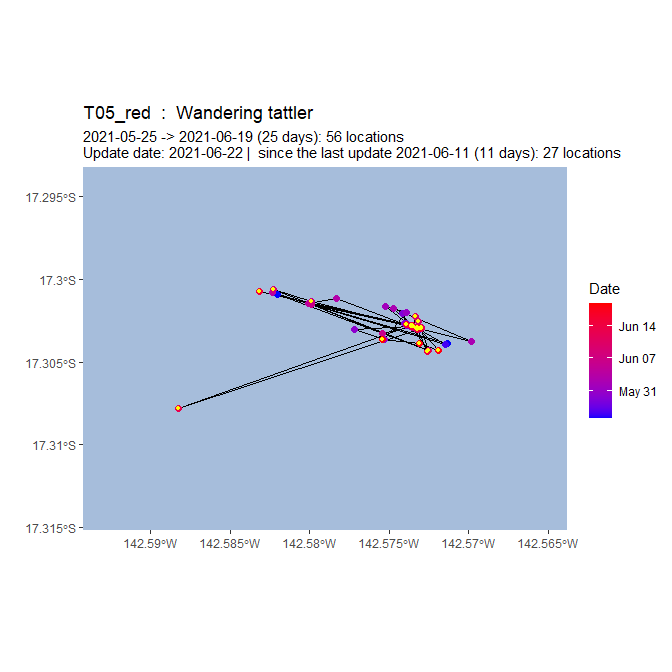 T05_red  :  Wandering tattler
2021-05-25 -> 2021-06-19 (25 days): 56 locations
Update date: 2021-06-22 |  since the last update 2021-06-11 (11 days): 27 locations
17.295°S
17.3°S
17.305°S
17.31°S
17.315°S
142.59°W
142.585°W
142.58°W
142.575°W
142.57°W
142.565°W
Date
Jun 14
Jun 07
May 31